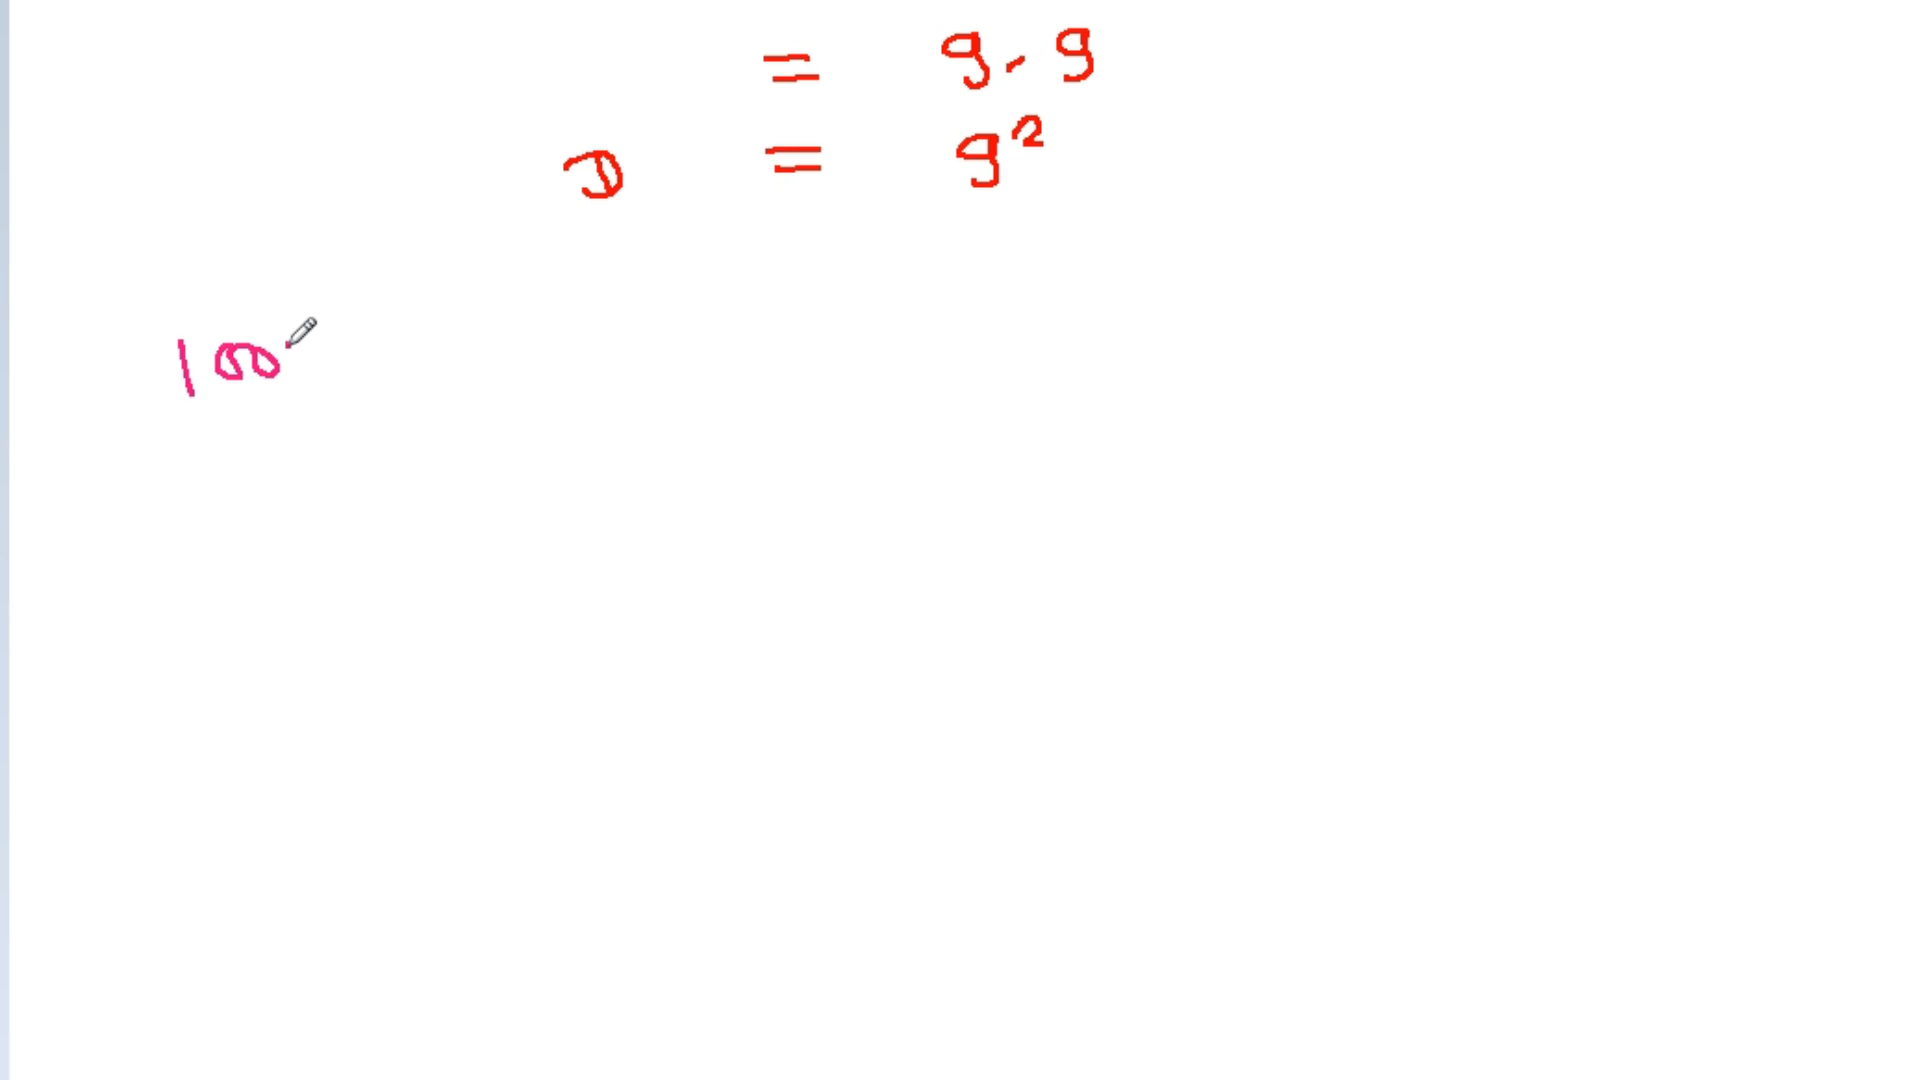 = 9 . 9
= 9²
100